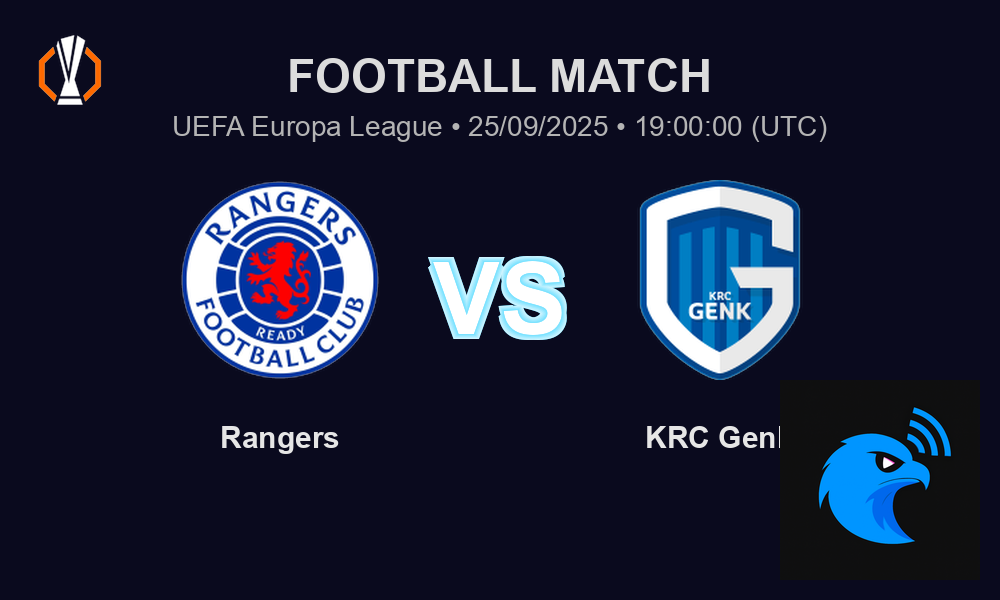 FOOTBALL MATCH
UEFA Europa League • 25/09/2025 • 19:00:00 (UTC)
RANGERS
READY
FOOTBALL CLUB
VS
KRC
GENK
Rangers
KRC Gen